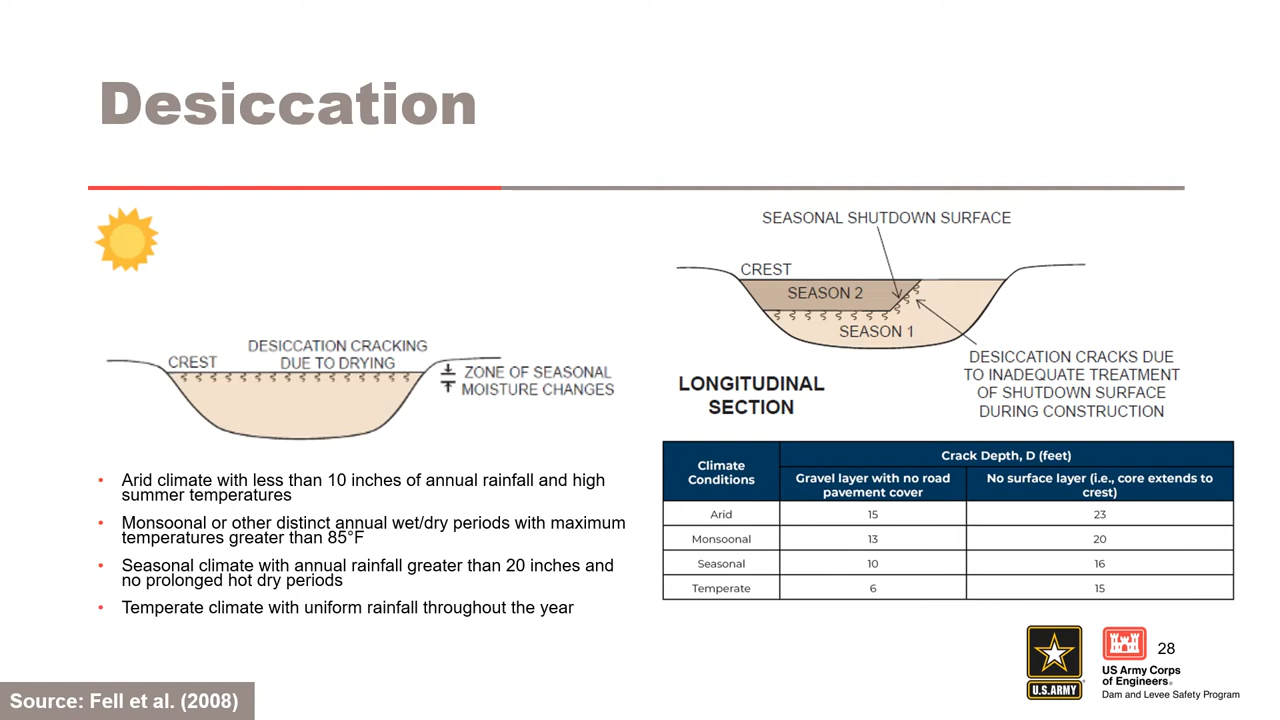 Desiccation
CREST
DESICCATION CRACKING
DUE TO DRYING
ZONE OF SEASONAL
MOISTURE CHANGES
• Arid climate with less than 10 inches of annual rainfall and high
summer temperatures
• Monsoonal or other distinct annual wet/dry periods with maximum
temperatures greater than 85°F
• Seasonal climate with annual rainfall greater than 20 inches and
no prolonged hot dry periods
• Temperate climate with uniform rainfall throughout the year
SEASONAL SHUTDOWN SURFACE
CREST
SEASON 2
SEASON 1
DESICCATION CRACKS DUE
TO INADEQUATE TREATMENT
OF SHUTDOWN SURFACE
DURING CONSTRUCTION
LONGITUDINAL
SECTION
Climate
Conditions
Crack Depth, D (feet)
Gravel layer with no road
pavement cover
No surface layer (i.e., core extends to
crest)
Arid 15 23
Monsoonal 13 20
Seasonal 10 16
Temperate 6 15
U.S.ARMY
US Army Corps
of Engineers®
Dam and Levee Safety Program
28
Source: Fell et al. (2008)